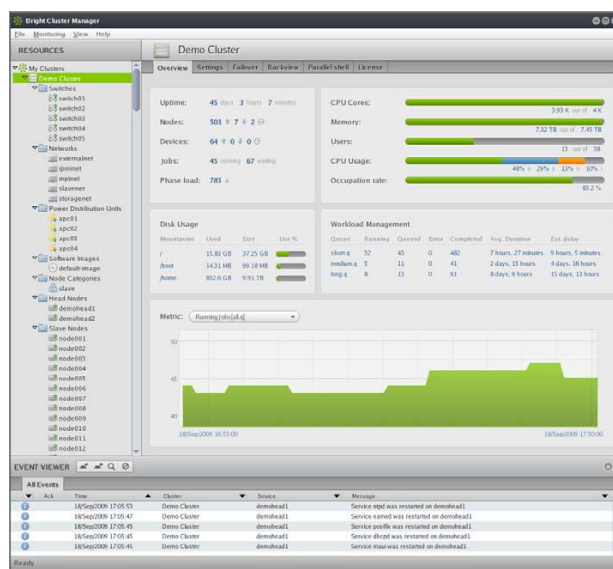 Bright Cluster Manager
File Monitoring View Help
RESOURCES
My Clusters
Demo Cluster
Switches
switch01
switch02
switch03
switch04
switch05
Networks
externalnet
ipminet
mpinet
slavenet
storagenet
Power Distribution Units
apc01
apc02
apc03
apc04
Software Images
default-image
Node Categories
slave
Head Nodes
demohead1
demohead2
Slave Nodes
node001
node002
node003
node004
node005
node006
node007
node008
node009
node010
node011
node012
Demo Cluster
Overview Settings Failover Rackview Parallel shell License
Uptime: 45 days 3 hours 7 minutes
Nodes: 503 7 2
Devices: 64 0 0
Jobs: 45 running 67 waiting
Phase load: 783 A
CPU Cores:
3.93 K out of 4 K
Memory:
7.32 TB out of 7.45 TB
Users:
15 out of 38
CPU Usage:
48% 29% 13% 10%
Occupation rate:
83.2 %
Disk Usage
Mountpoint Used Size Use %
/ 15.83 GB 37.25 GB
/boot 14.31 MB 99.18 MB
/home 802.6 GB 9.91 TB
Workload Management
Queue Running Queued Error Completed Avg. Duration Est. delay
short.q 32 43 0 482 7 hours, 27 minutes 9 hours, 5 minutes
medium.q 5 11 0 41 2 days, 15 hours 4 days, 16 hours
long.q 8 13 0 91 8 days, 9 hours 15 days, 13 hours
Metric: RunningJobs[all.q]
50
45
40
18/Sep/2009 16:55:00 18/Sep/2009 17:50:00
EVENT VIEWER
All Events
Ack Time Cluster Source Message
18/Sep/2009 17:05:53 Demo Cluster demohead1 Service ntpd was restarted on demohead1
18/Sep/2009 17:05:47 Demo Cluster demohead1 Service named was restarted on demohead1
18/Sep/2009 17:05:45 Demo Cluster demohead1 Service postfix was restarted on demohead1
18/Sep/2009 17:05:45 Demo Cluster demohead1 Service dhcpd was restarted on demohead1
18/Sep/2009 17:05:45 Demo Cluster demohead1 Service maui was restarted on demohead1
Ready